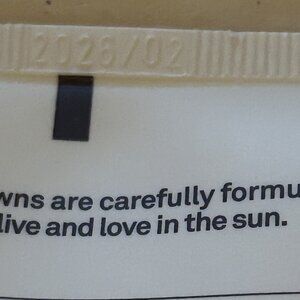 2026/02
wns are carefully formu
live and love in the sun.